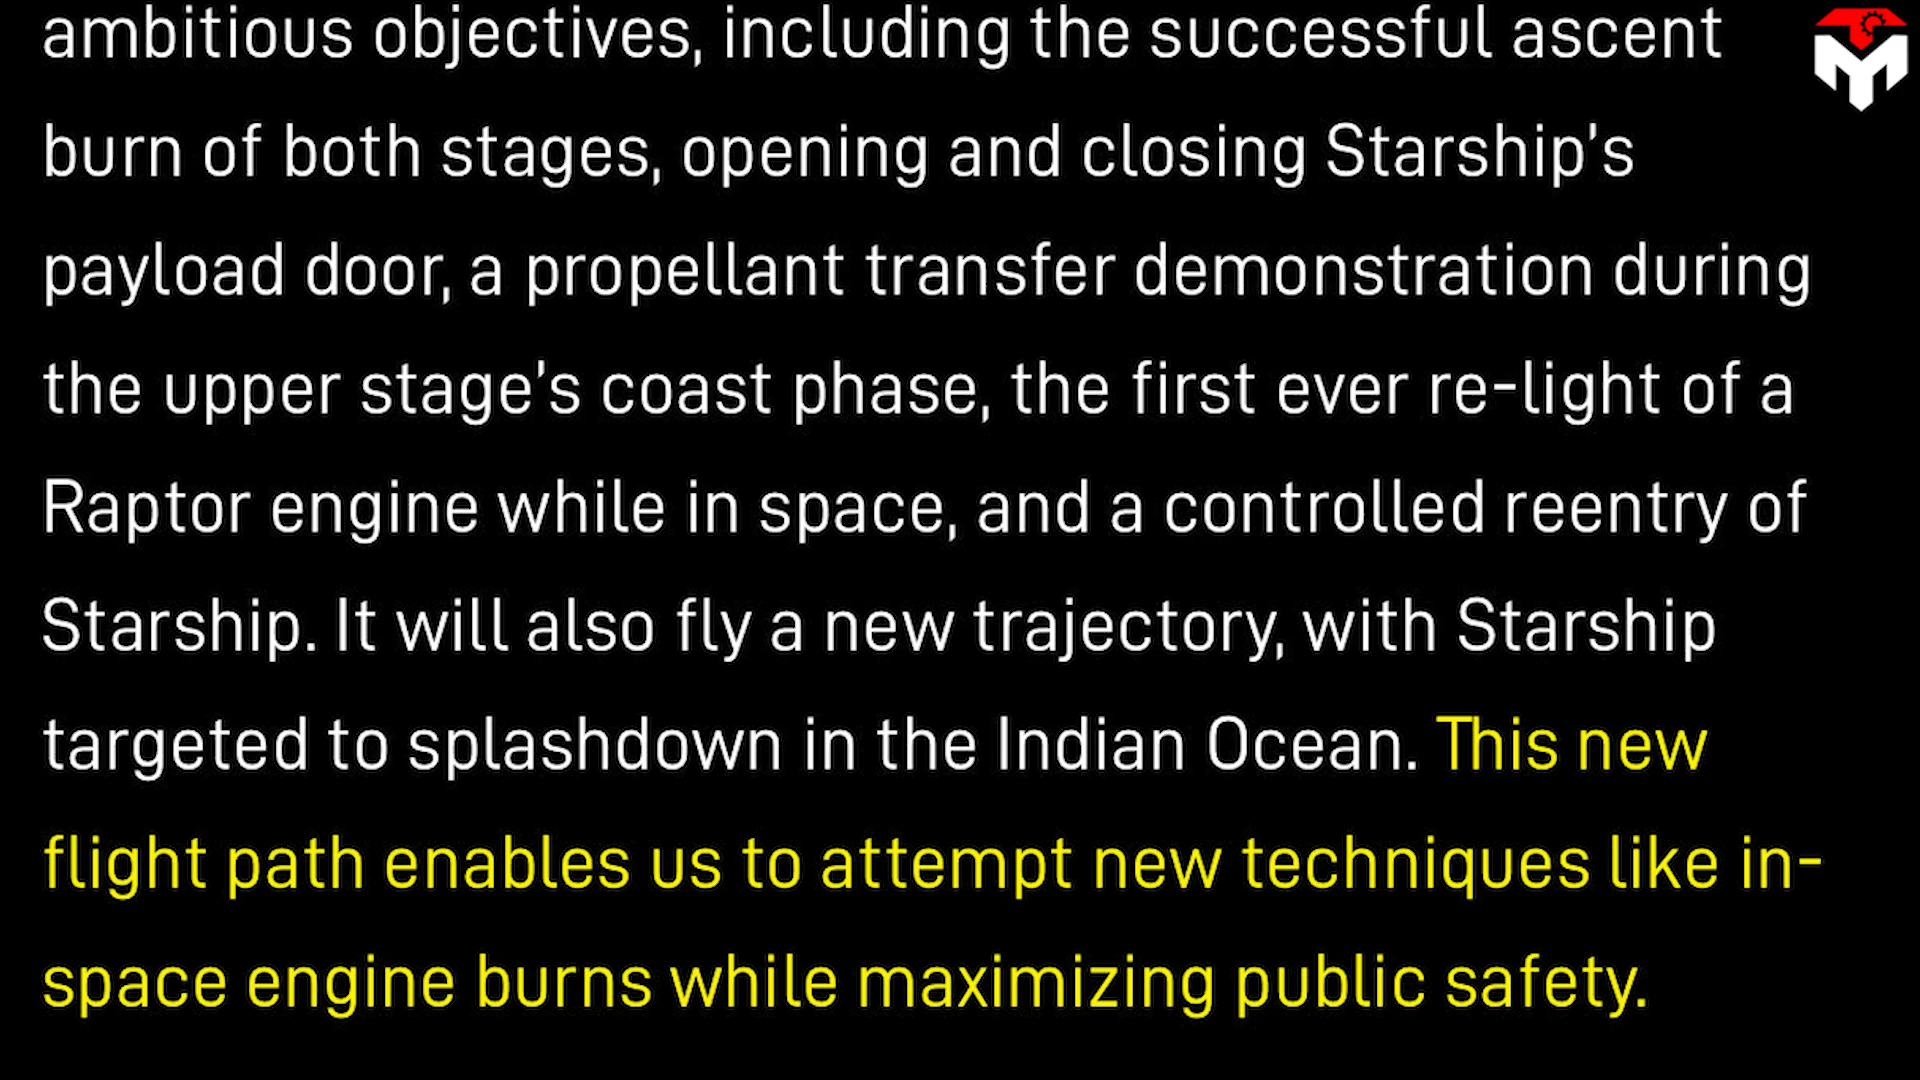 ambitious objectives, including the successful ascent
burn of both stages, opening and closing Starship’s
payload door, a propellant transfer demonstration during
the upper stage’s coast phase, the first ever re-light of a
Raptor engine while in space, and a controlled reentry of
Starship. It will also fly a new trajectory, with Starship
targeted to splashdown in the Indian Ocean. This new
flight path enables us to attempt new techniques like in-
space engine burns while maximizing public safety.